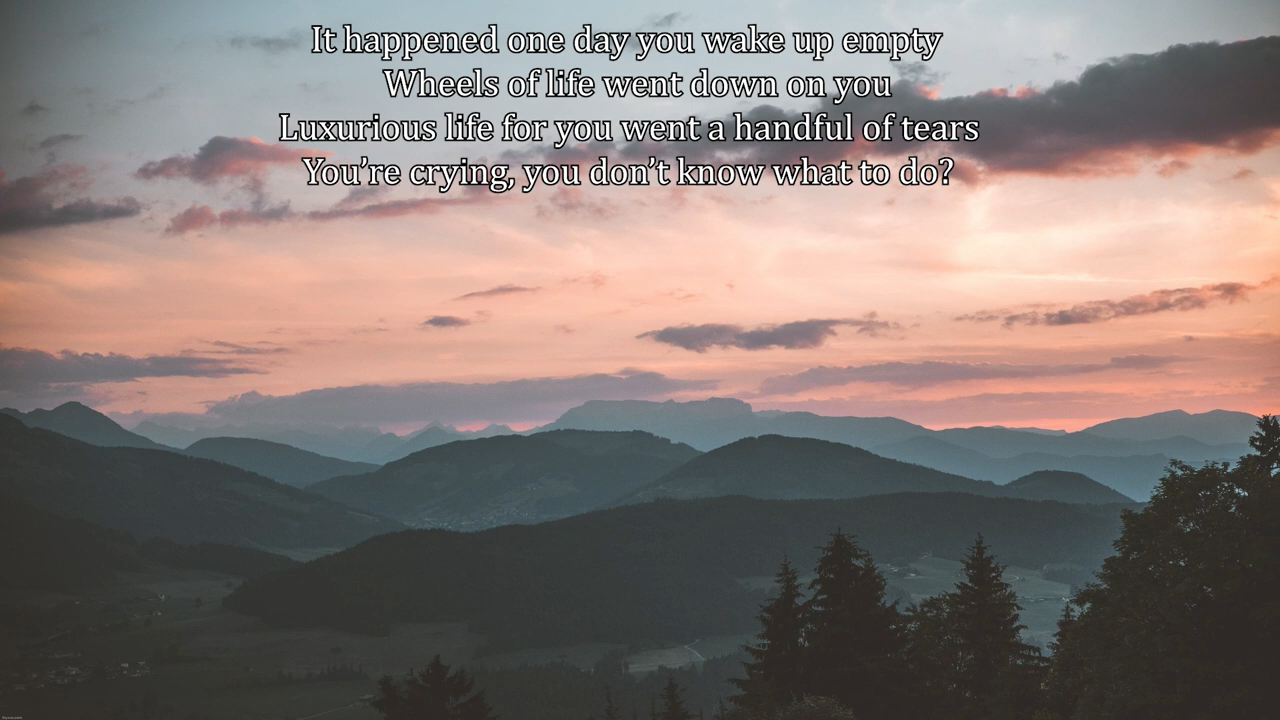 It happened one day you wake up empty
Wheels of life went down on you
Luxurious life for you went a handful of tears
You’re crying, you don’t know what to do?